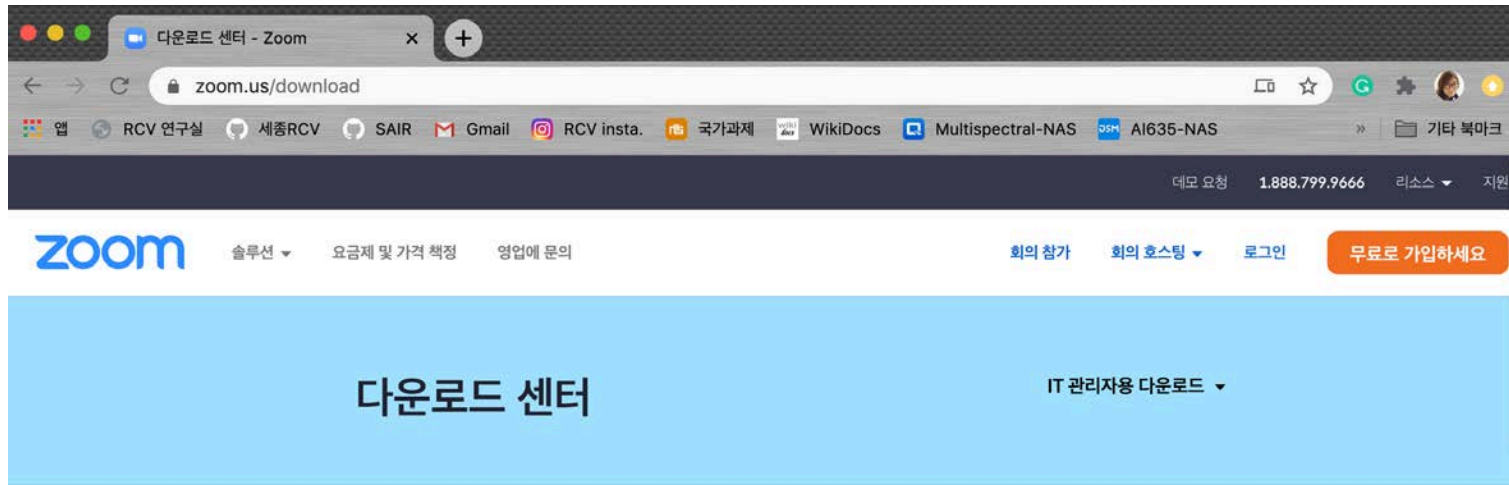 다운로드 센터 - Zoom
zoom.us/download
앱 RCV 연구실 세종RCV SAIR Gmail RCV insta. 국가과제 WikiDocs Multispectral-NAS AI635-NAS » 기타 북마크
데모 요청 1.888.799.9666 리소스 지원
zoom 솔루션 요금제 및 가격 책정 영업에 문의 회의 참가 회의 호스팅 로그인 무료로 가입하세요
다운로드 센터 IT 관리자용 다운로드